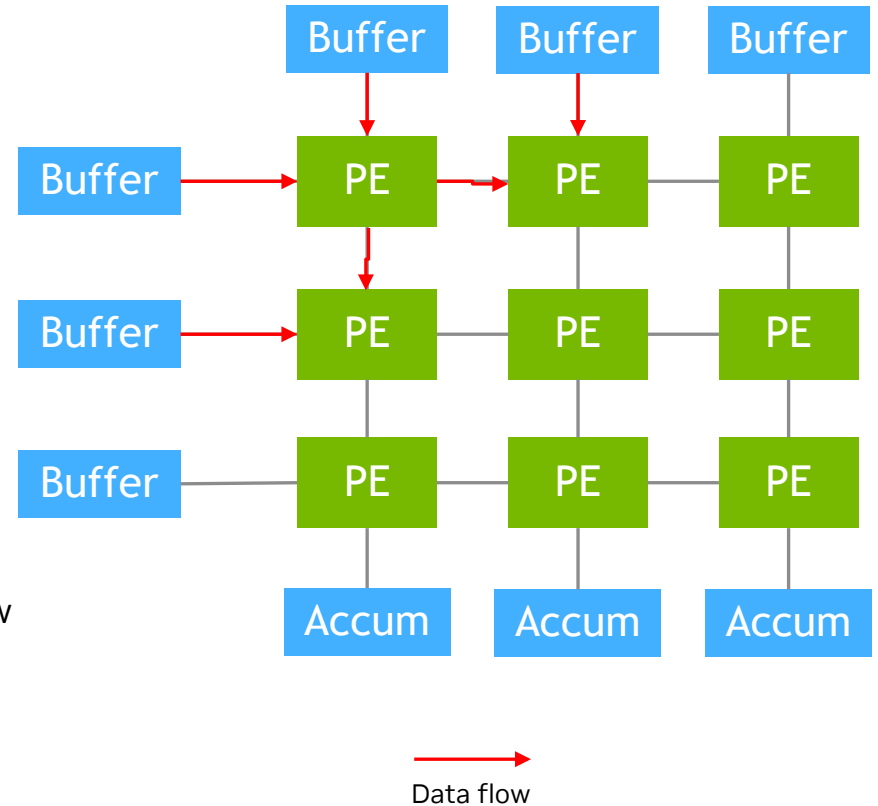 Buffer Buffer Buffer
Buffer PE PE PE
Buffer PE PE PE
Buffer PE PE PE
w
Accum Accum Accum
Data flow